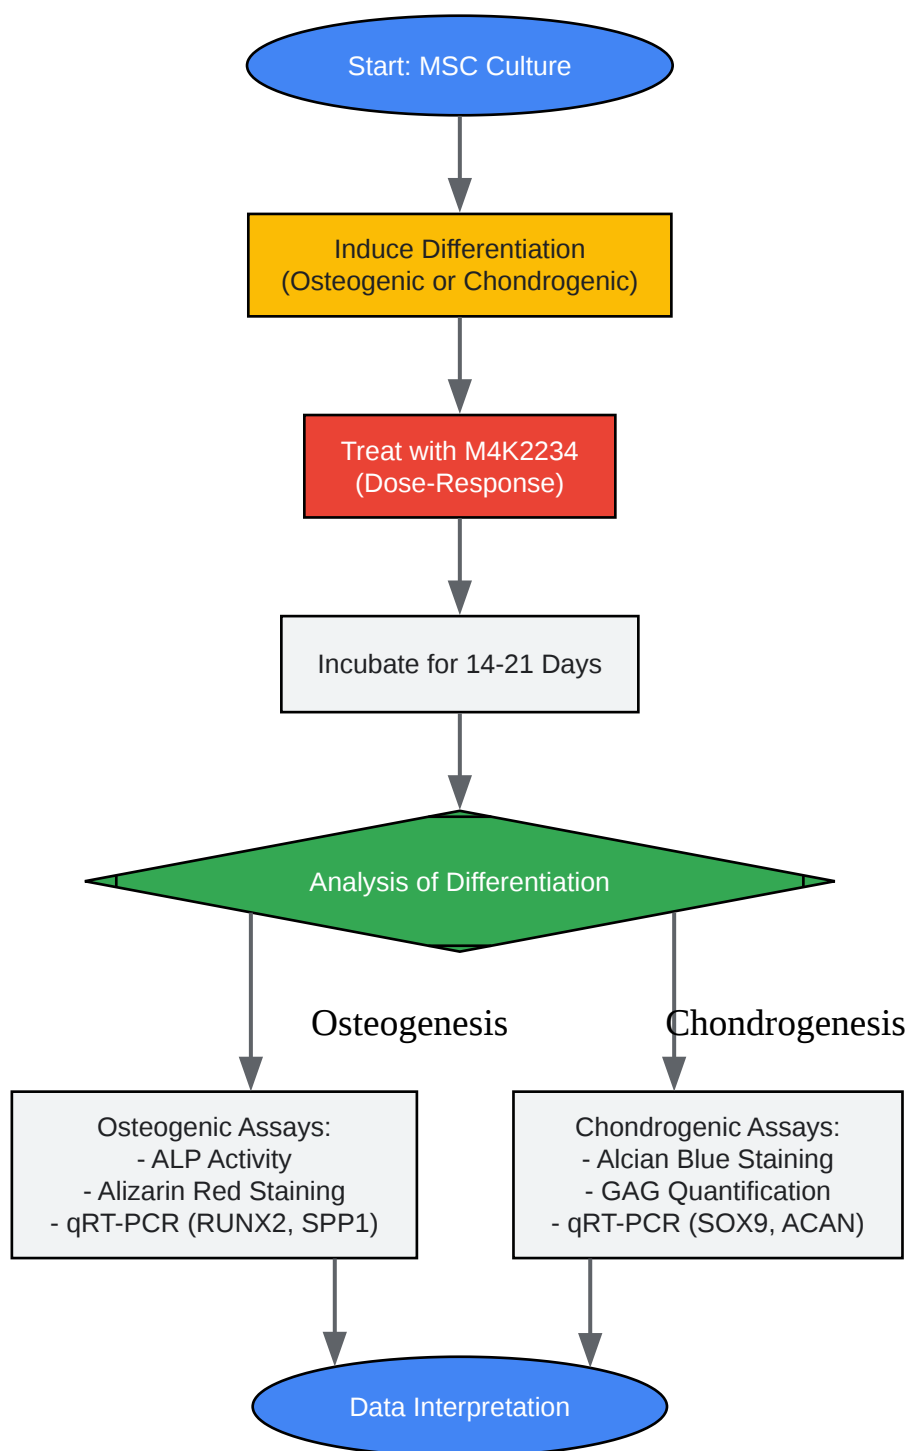 Start: MSC Culture
Induce Differentiation
(Osteogenic or Chondrogenic)
Treat with M4K2234
(Dose-Response)
Incubate for 14-21 Days
Analysis of Differentiation
Osteogenesis
Chondrogenesis
Osteogenic Assays:
- ALP Activity
- Alizarin Red Staining
- qRT-PCR (RUNX2, SPP1)
Chondrogenic Assays:
- Alcian Blue Staining
- GAG Quantification
- qRT-PCR (SOX9, ACAN)
Data Interpretation